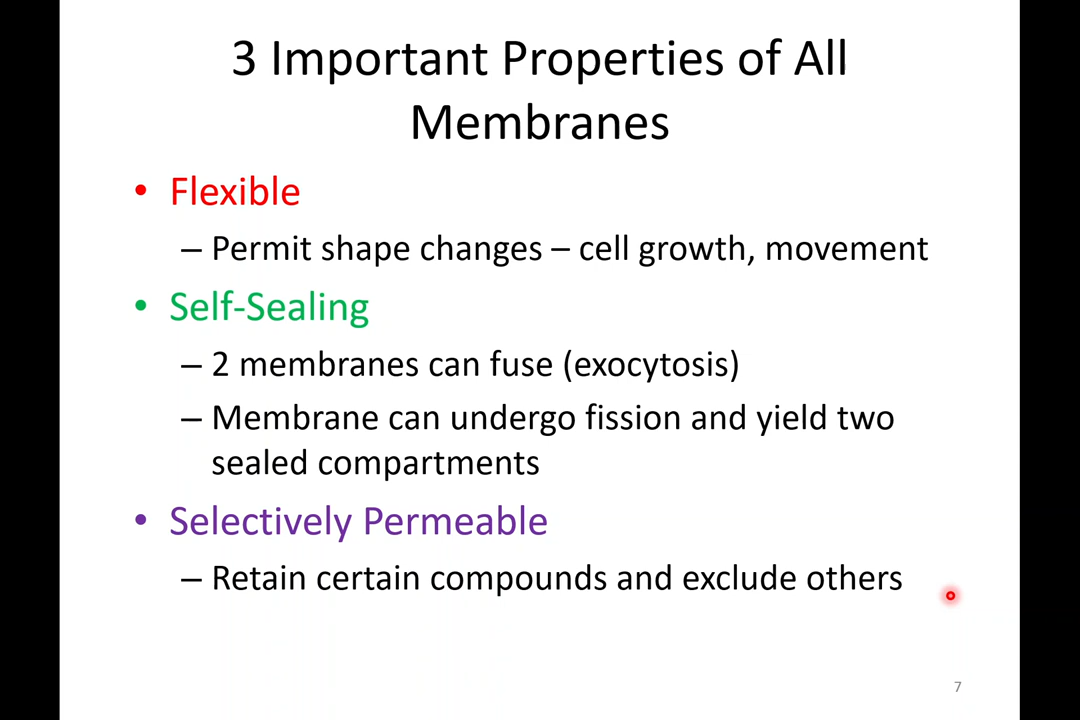 3 Important Properties of All
Membranes
• Flexible
– Permit shape changes – cell growth, movement
• Self-Sealing
– 2 membranes can fuse (exocytosis)
– Membrane can undergo fission and yield two
sealed compartments
• Selectively Permeable
– Retain certain compounds and exclude others
7